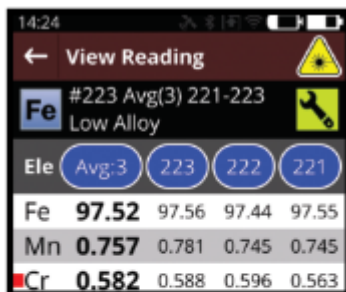 14:24
View Reading
Fe
#223 Avg(3) 221-223
Low Alloy
Ele Avg:3 223 222 221
Fe 97.52 97.56 97.44 97.55
Mn 0.757 0.781 0.745 0.745
Cr 0.582 0.588 0.596 0.563